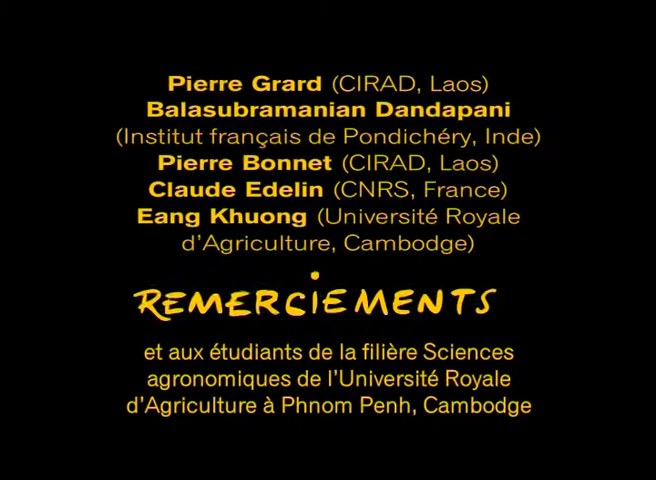 Pierre Grard (CIRAD, Laos)
Balasubramanian Dandapani
(Institut français de Pondichéry, Inde)
Pierre Bonnet (CIRAD, Laos)
Claude Edelin (CNRS, France)
Eang Khuong (Université Royale
d'Agriculture, Cambodge)
REMERCiEMENTS
et aux étudiants de la filière Sciences
agronomiques de l'Université Royale
d'Agriculture à Phnom Penh, Cambodge